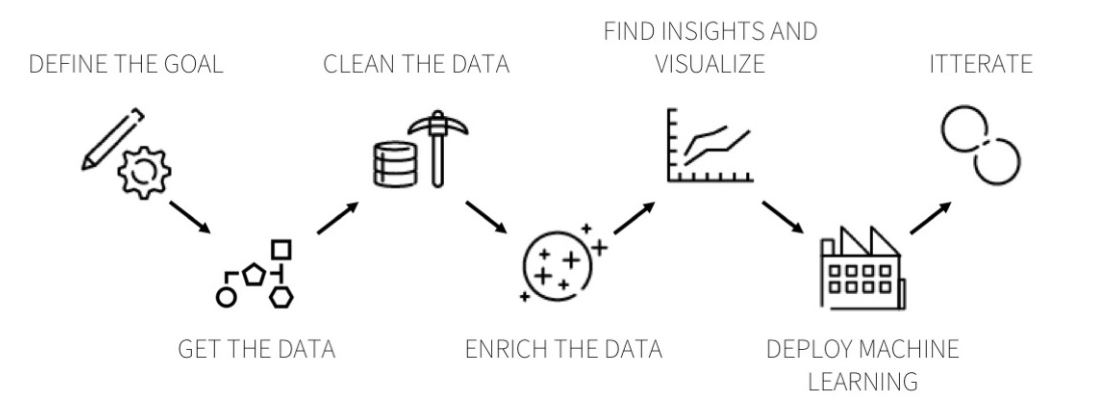 DEFINE THE GOAL
GET THE DATA
CLEAN THE DATA
ENRICH THE DATA
FIND INSIGHTS AND
VISUALIZE
DEPLOY MACHINE
LEARNING
ITTERATE